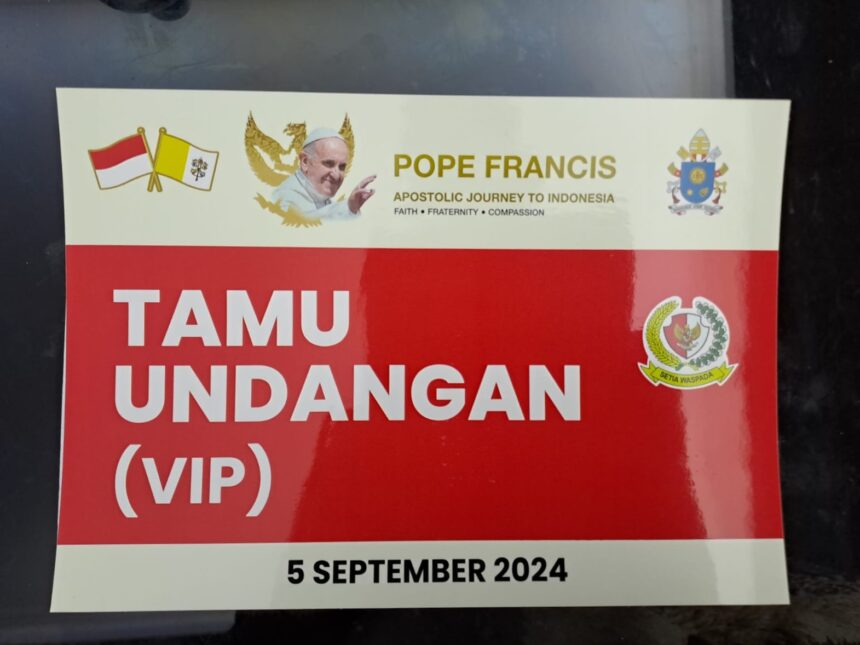 POPE FRANCIS
APOSTOLIC JOURNEY TO INDONESIA
FAITH • FRATERNITY • COMPASSION
TAMU
UNDANGAN
(VIP)
SETIA WASPADA
5 SEPTEMBER 2024